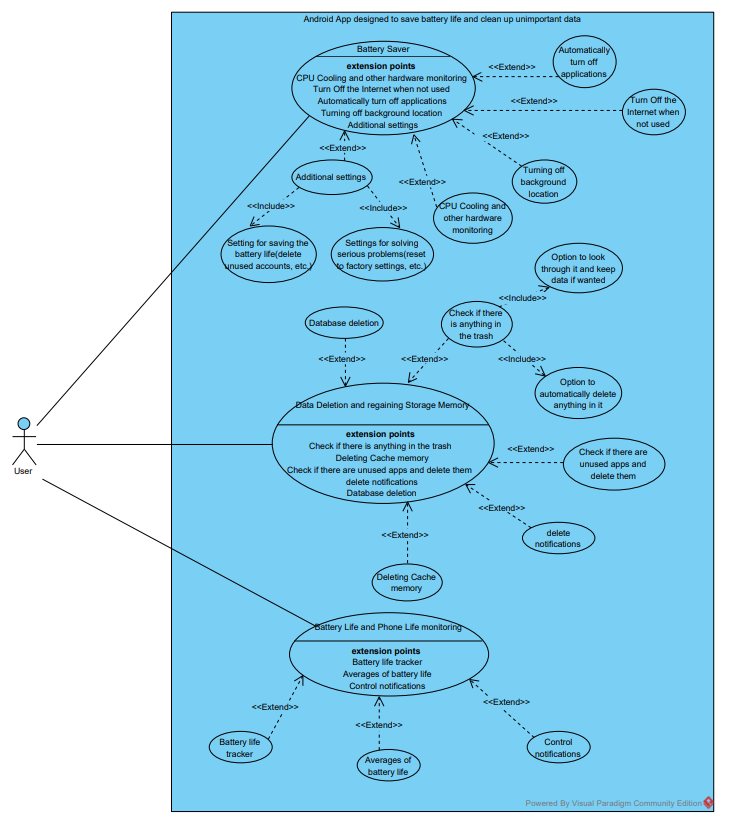 Android App designed to save battery life and clean up unimportant data
Battery Saver
extension points
CPU Cooling and other hardware monitoring
Turn Off the Internet when not used
Automatically turn off applications
Turning off background location
Additional settings
<<Extend>>
Automatically
turn off
applications
<<Extend>>
Turn Off the
Internet when
not used
<<Extend>>
Turning off
background
location
<<Extend>>
CPU Cooling and
other hardware
monitoring
<<Extend>>
Additional settings
<<Include>>
<<Include>>
Setting for saving the
battery life(delete
unused accounts, etc.)
Settings for solving
serious problems(reset
to factory settings, etc.)
Option to look
through it and keep
data if wanted
<<Include>>
Check if there
is anything in
the trash
Database deletion
<<Extend>>
<<Extend>>
<<Include>>
Option to
automatically delete
anything in it
Data Deletion and regaining Storage Memory
extension points
Check if there is anything in the trash
Deleting Cache memory
Check if there are unused apps and delete them
delete notifications
Database deletion
<<Extend>>
Check if there are
unused apps and
delete them
<<Extend>>
delete
notifications
<<Extend>>
Deleting Cache
memory
User
Battery Life and Phone Life monitoring
extension points
Battery life tracker
Averages of battery life
Control notifications
<<Extend>>
<<Extend>>
<<Extend>>
Battery life
tracker
Averages of
battery life
Control
notifications
Powered By Visual Paradigm Community Edition